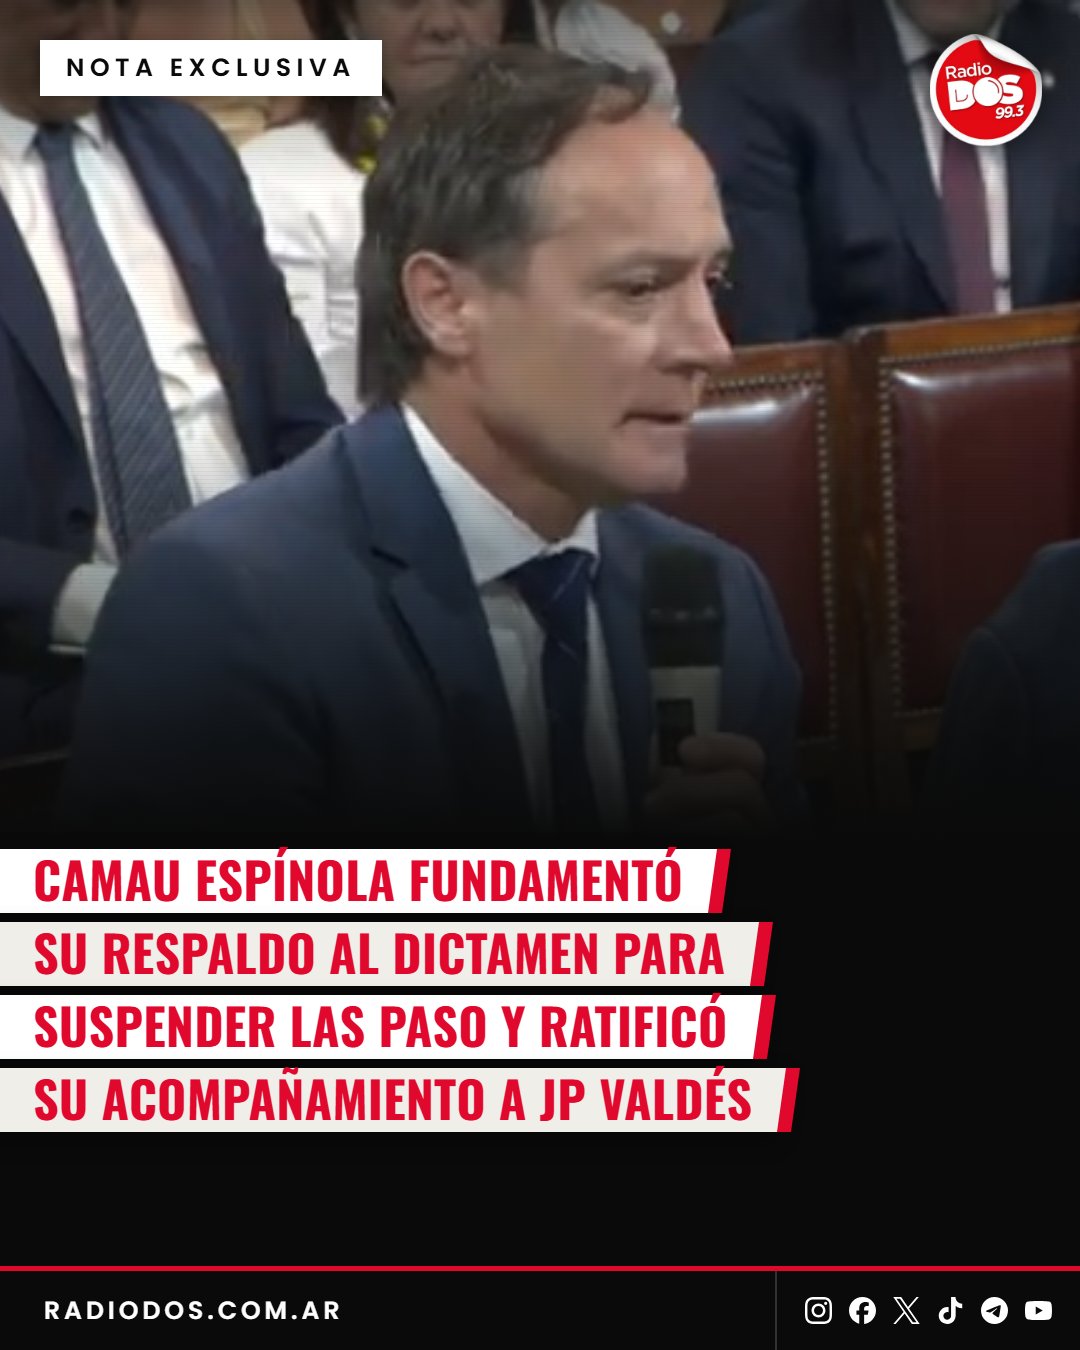 NOTA EXCLUSIVA
Radio
DOS
99.3
CAMAU ESPÍNOLA FUNDAMENTÓ
SU RESPALDO AL DICTAMEN PARA
SUSPENDER LAS PASO Y RATIFICÓ
SU ACOMPAÑAMIENTO A JP VALDÉS
RADIODOS.COM.AR